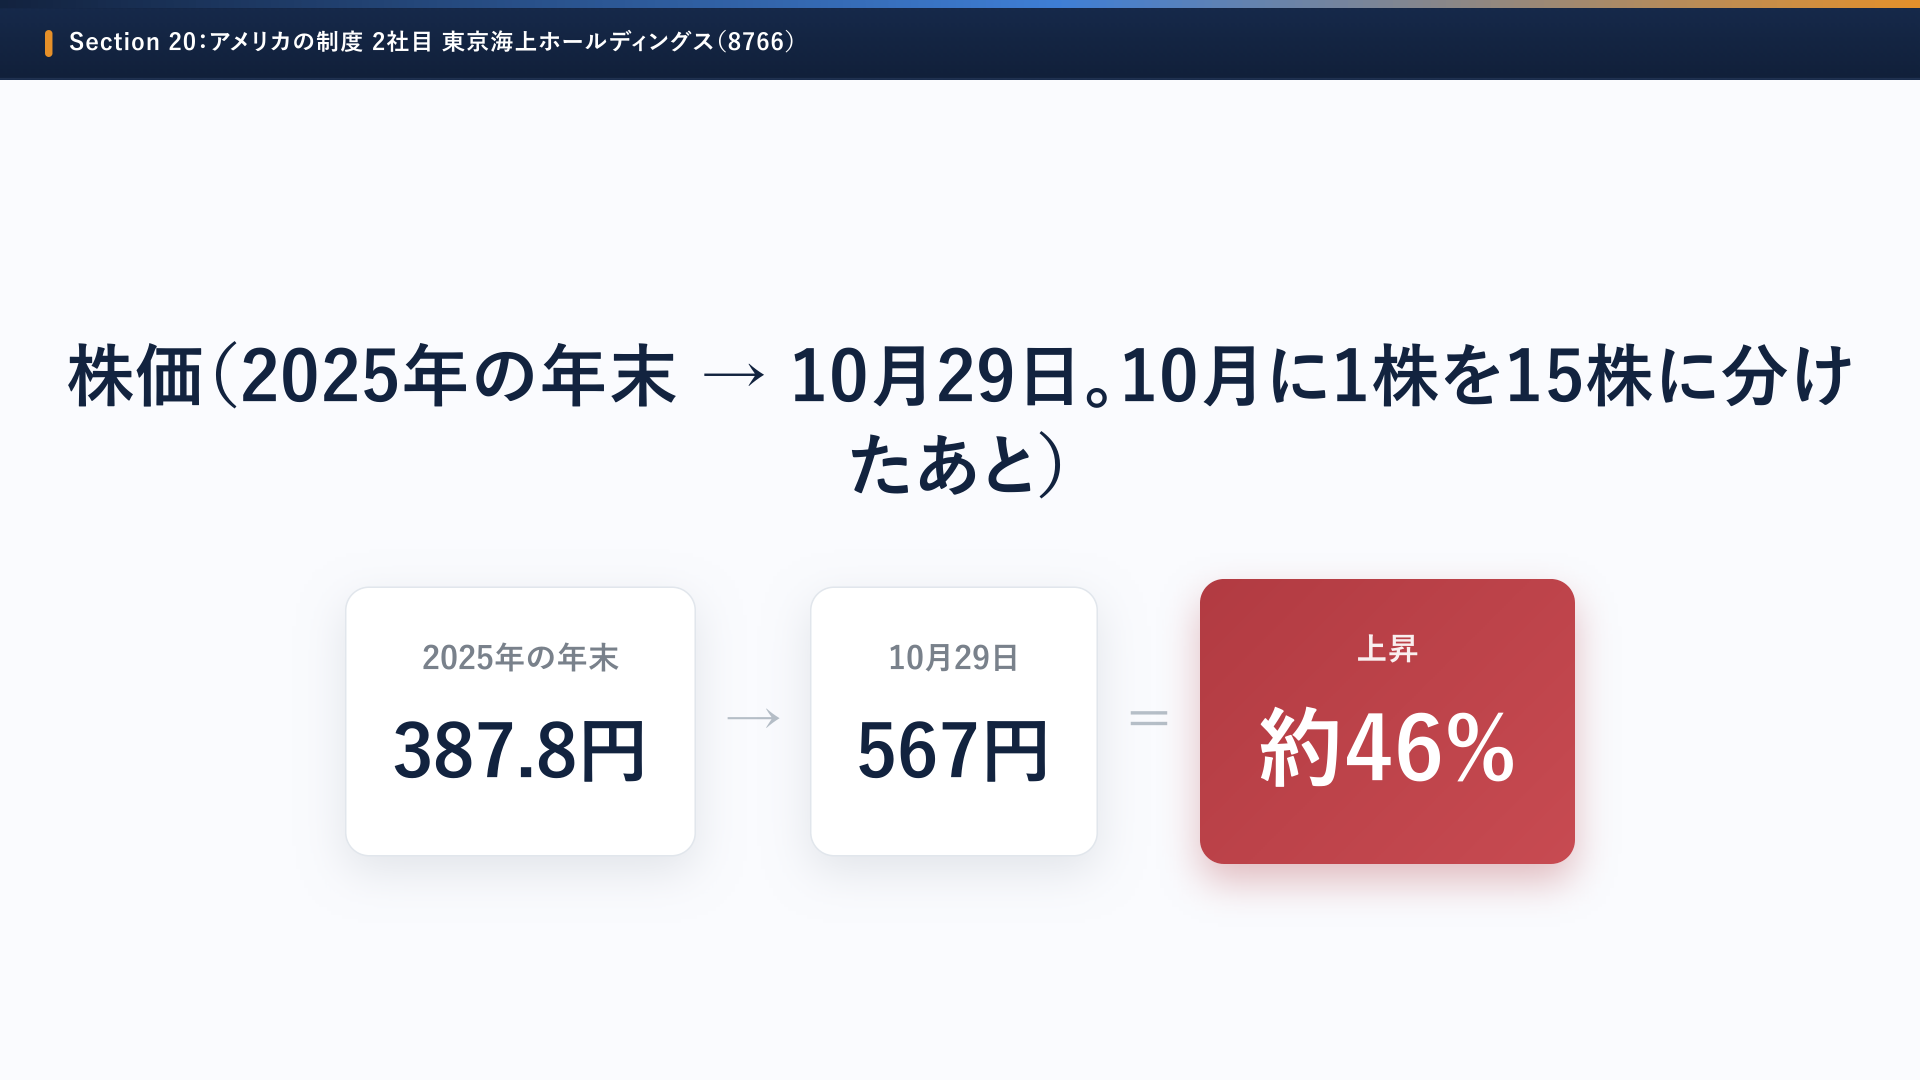 Section 20：アメリカの制度 2社目 東京海上ホールディングス（8766）
株価（2025年の年末 → 10月29日。10月に1株を15株に分け
たあと）
2025年の年末
387.8円
→
10月29日
567円
＝
上昇
約46%